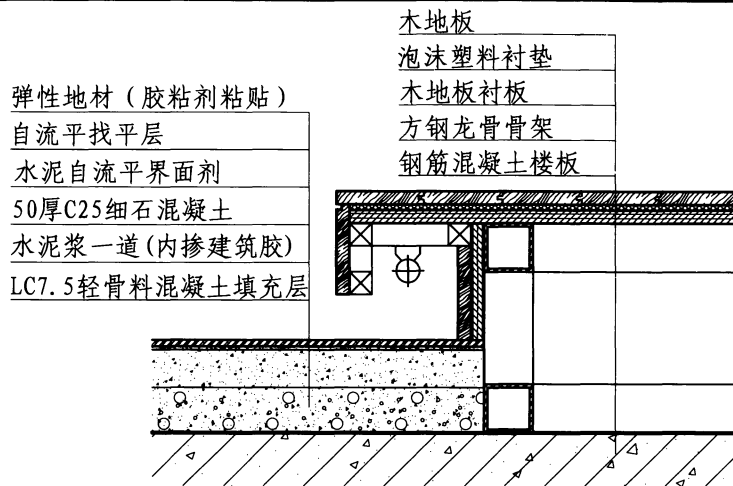 木地板
泡沫塑料衬垫
木地板衬板
方钢龙骨骨架
钢筋混凝土楼板
弹性地材(胶粘剂粘贴)
自流平找平层
水泥自流平界面剂
50厚C25细石混凝土
水泥浆一道(内掺建筑胶)
LC7.5轻骨料混凝土填充层